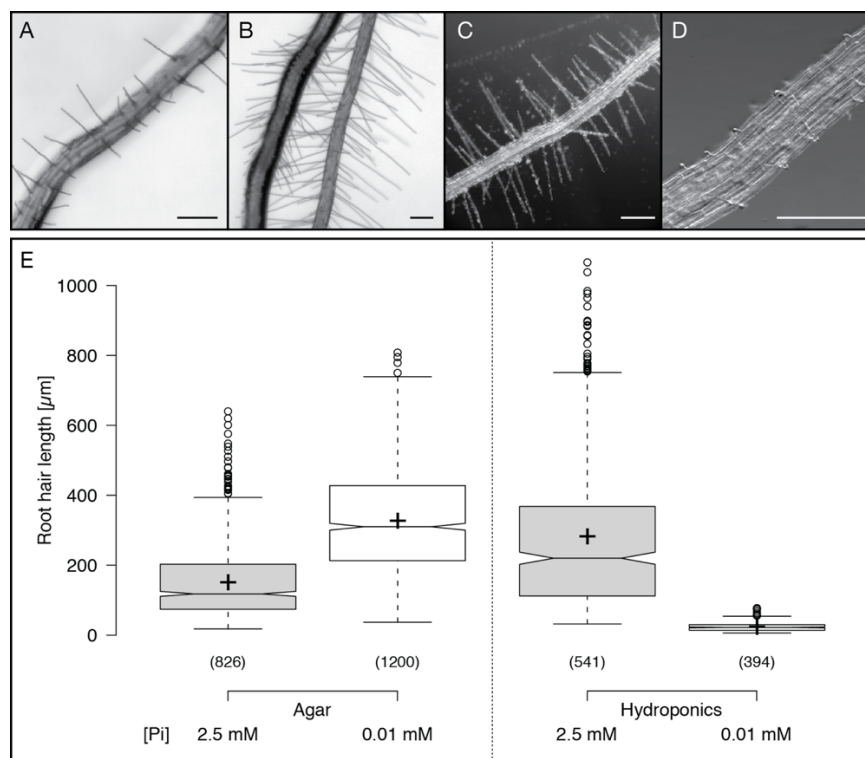 A B C D
E
1000
800
600
400
200
0
Root hair length [µm]
(826) (1200) (541) (394)
Agar Hydroponics
[Pi] 2.5 mM 0.01 mM 2.5 mM 0.01 mM